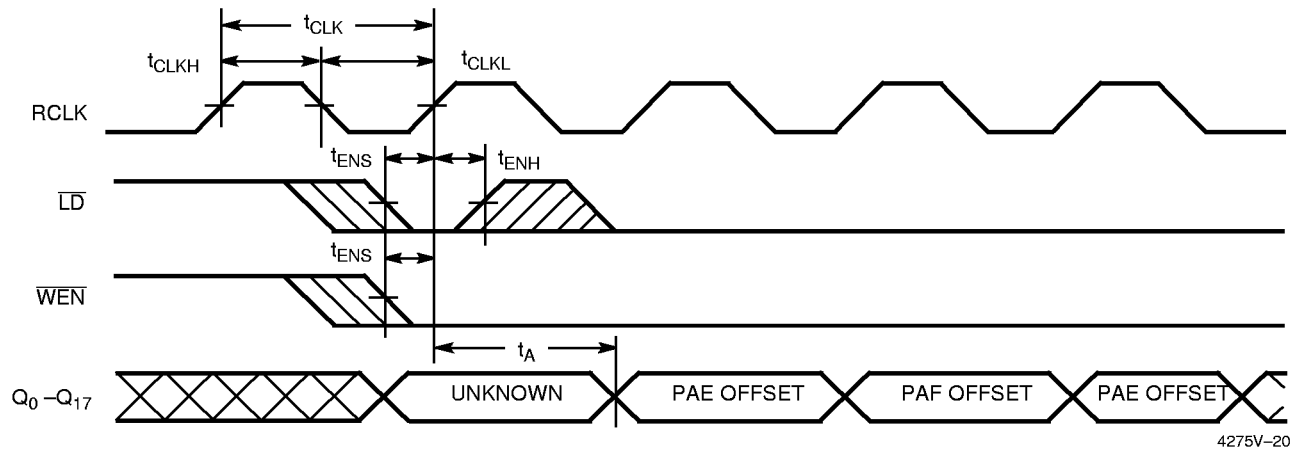 tCLK
tCLKH
tCLKL
RCLK
tENS
tENH
LD
tENS
WEN
tA
Q0 –Q17
UNKNOWN
PAE OFFSET
PAF OFFSET
PAE OFFSET
4275V–20